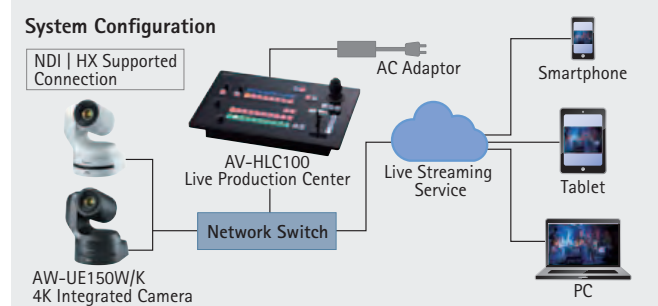 System Configuration
NDI | HX Supported
Connection
AC Adaptor
Smartphone
AV-HLC100
Live Production Center
Live Streaming
Service
Tablet
Network Switch
AW-UE150W/K
4K Integrated Camera
PC